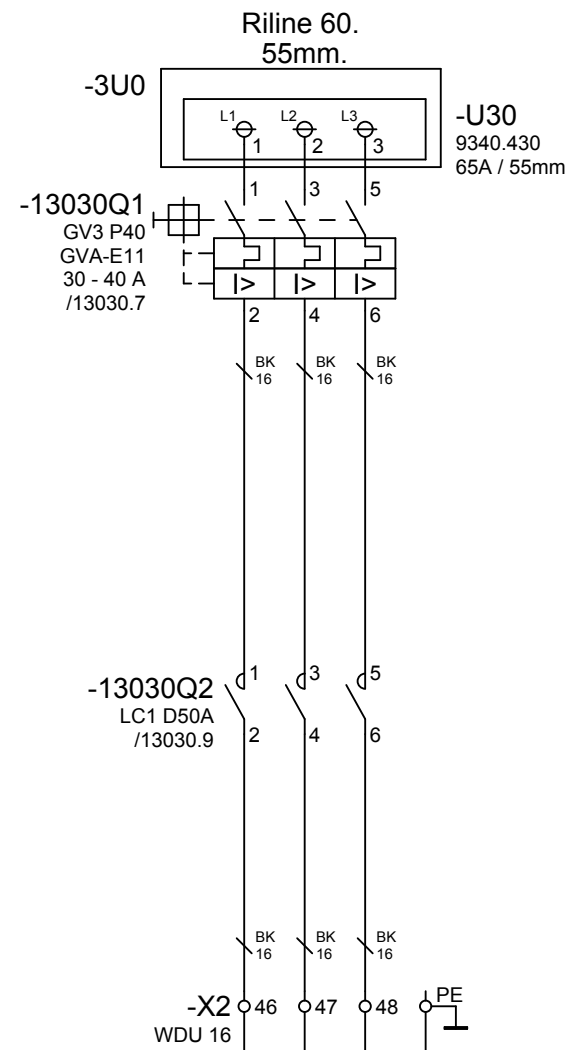 Riline 60.
55mm.
-3U0
L1 L2 L3
1 2 3
-U30
9340.430
65A / 55mm
1 3 5
-13030Q1
GV3 P40
GVA-E11
30 - 40 A
/13030.7
I> I> I>
2 4 6
BK BK BK
16 16 16
1 3 5
-13030Q2
LC1 D50A
/13030.9
2 4 6
BK BK BK
16 16 16
-X2 46 47 48 PE
WDU 16